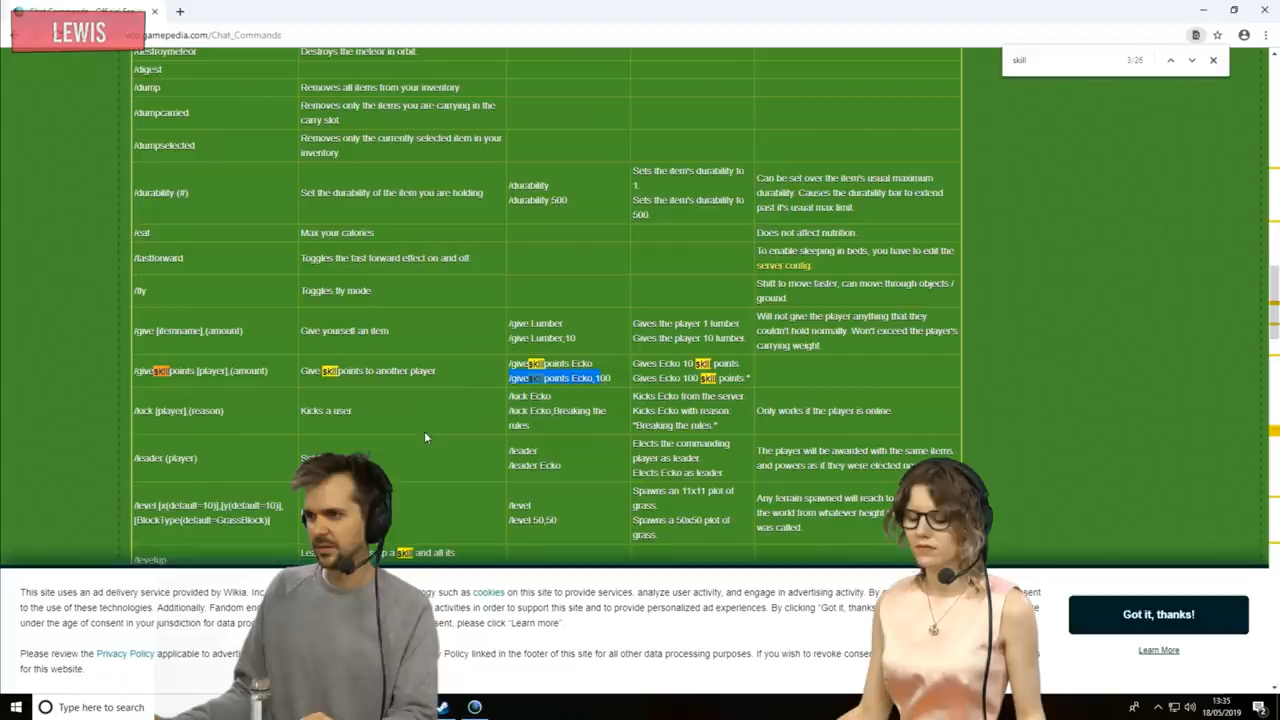 LEWIS
Chat Commands - Official Eco
eco.gamepedia.com/Chat_Commands
skill
3/26
/destroymeteor
Destroys the meteor in orbit.
/digest
/dump
Removes all items from your inventory.
/dumpcarried
Removes only the items you are carrying in the
carry slot.
/dumpselected
Removes only the currently selected item in your
inventory.
/durability (#)
Set the durability of the item you are holding
/durability
/durability 500
Sets the item's durability to
1.
Sets the item's durability to
500.
Can be set over the item's usual maximum
durability. Causes the durability bar to extend
past it's usual max limit.
/eat
Max your calories
Does not affect nutrition.
/fastforward
Toggles the fast forward effect on and off.
To enable sleeping in beds, you have to edit the
server config.
/fly
Toggles fly mode
Shift to move faster, can move through objects /
ground.
/give [itemname],(amount)
Give yourself an item
/give Lumber
/give Lumber,10
Gives the player 1 lumber.
Gives the player 10 lumber.
Will not give the player anything that they
couldn't hold normally. Won't exceed the player's
carrying weight.
/giveskillpoints [player],(amount)
Give skillpoints to another player
/giveskillpoints Ecko
/giveskillpoints Ecko,100
Gives Ecko 10 skill points.
Gives Ecko 100 skill points."
/kick [player],(reason)
Kicks a user
/kick Ecko
/kick Ecko,Breaking the
rules
Kicks Ecko from the server.
Kicks Ecko with reason:
"Breaking the rules."
Only works if the player is online
/leader (player)
/leader
/leader Ecko
Elects the commanding
player as leader.
Elects Ecko as leader.
The player will be awarded with the same items
and powers as if they were elected
/level [x(default=10)],[y(default=10)],
[BlockType(default=GrassBlock)]
/level
/level 50,50
Spawns an 11x11 plot of
grass.
Spawns a 50x50 plot of
grass.
Any terrain spawned will reach to
the world from whatever height
was called.
/levelup
a skill and all its
This site uses an ad delivery service provided by Wikia, Inc.
ogy such as cookies on this site to provide services, analyze user activity, and engage in advertising activity. By
onsent
to the use of these technologies. Additionally, Fandom
activities in order to support this site and to provide personalized ad experiences. By clicking "Got it, thanks
under the age of consent in your jurisdiction for data
pent, please click "Learn more".
Please review the Privacy Policy applicable to
Policy linked in the footer of this site for all other data processing purposes. If you wish to revoke
for this website.
Got it, thanks!
Learn More
Type here to search
13:35
18/05/2019
2